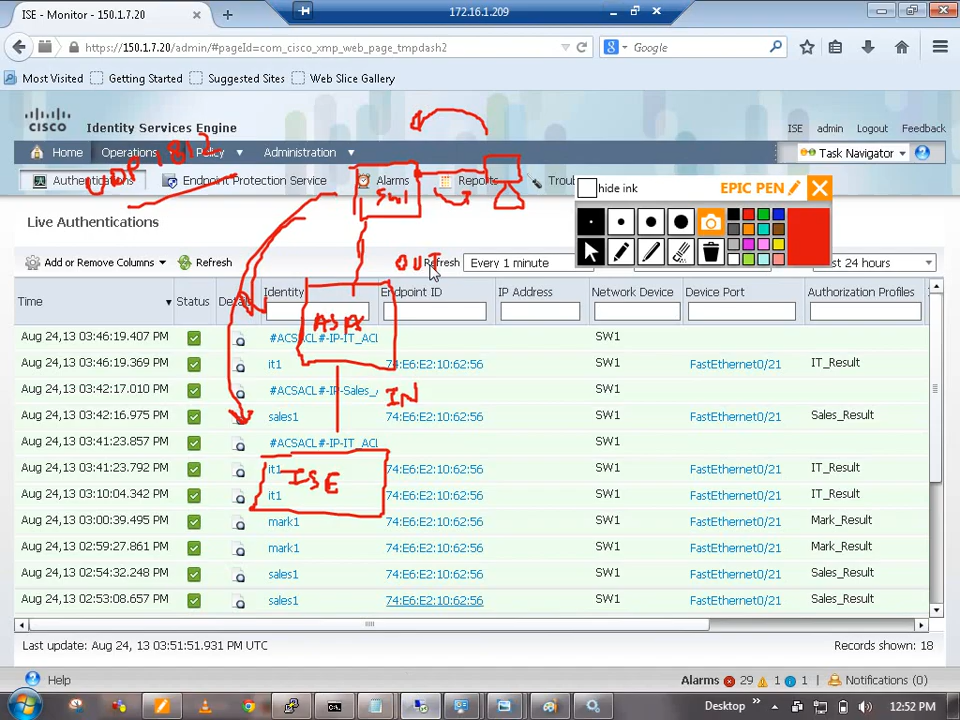 ISE - Monitor - 150.1.7.20
172.16.1.209
https://150.1.7.20/admin/#pageId=com_cisco_xmp_web_page_tmpdash2
Google
Most Visited Getting Started Suggested Sites Web Slice Gallery
CISCO Identity Services Engine
ISE admin Logout Feedback
Home Operations Policy Administration
Task Navigator
UDP 1812
Authentications Endpoint Protection Service Alarms Reports Trou
SW1
hide ink EPIC PEN
Live Authentications
Add or Remove Columns Refresh
OUT
Refresh Every 1 minute
st 24 hours
Time Status Details Identity Endpoint ID IP Address Network Device Device Port Authorization Profiles
Aug 24,13 03:46:19.407 PM #ACSACL#-IP-IT_ACL SW1
Aug 24,13 03:46:19.369 PM it1 74:E6:E2:10:62:56 SW1 FastEthernet0/21 IT_Result
Aug 24,13 03:42:17.010 PM #ACSACL#-IP-Sales_A SW1
IN
Aug 24,13 03:42:16.975 PM sales1 74:E6:E2:10:62:56 SW1 FastEthernet0/21 Sales_Result
Aug 24,13 03:41:23.857 PM #ACSACL#-IP-IT_ACL SW1
Aug 24,13 03:41:23.792 PM it1 74:E6:E2:10:62:56 SW1 FastEthernet0/21 IT_Result
ISE
Aug 24,13 03:10:04.342 PM it1 74:E6:E2:10:62:56 SW1 FastEthernet0/21 IT_Result
Aug 24,13 03:00:39.495 PM mark1 74:E6:E2:10:62:56 SW1 FastEthernet0/21 Mark_Result
Aug 24,13 02:59:27.861 PM mark1 74:E6:E2:10:62:56 SW1 FastEthernet0/21 Mark_Result
Aug 24,13 02:54:32.248 PM sales1 74:E6:E2:10:62:56 SW1 FastEthernet0/21 Sales_Result
Aug 24,13 02:53:08.657 PM sales1 74:E6:E2:10:62:56 SW1 FastEthernet0/21 Sales_Result
Last update: Aug 24, 13 03:51:51.931 PM UTC Records shown: 18
Help Alarms 29 1 1 Notifications (0)
Desktop 12:52 PM